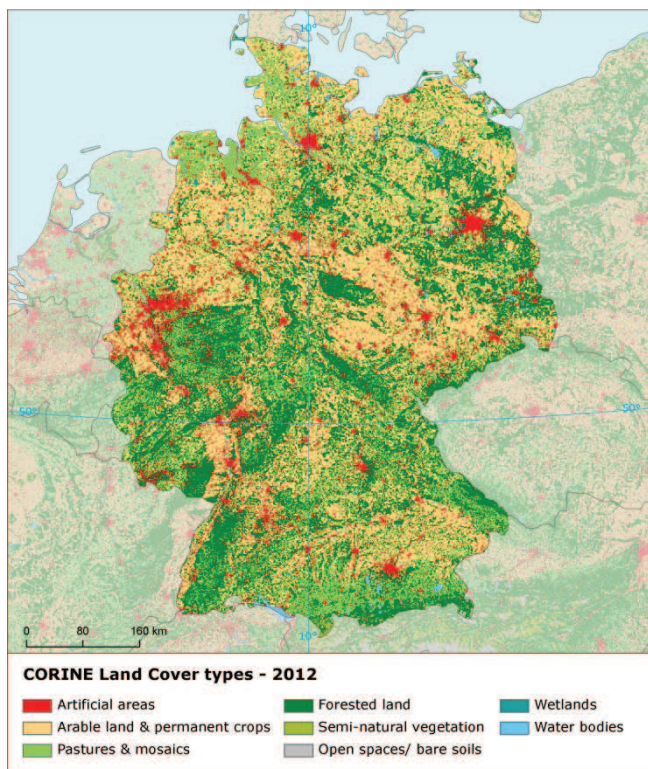 10°
50°
50°
10°
0 80 160 km
CORINE Land Cover types - 2012
Artificial areas
Forested land
Wetlands
Arable land & permanent crops
Semi-natural vegetation
Water bodies
Pastures & mosaics
Open spaces/ bare soils